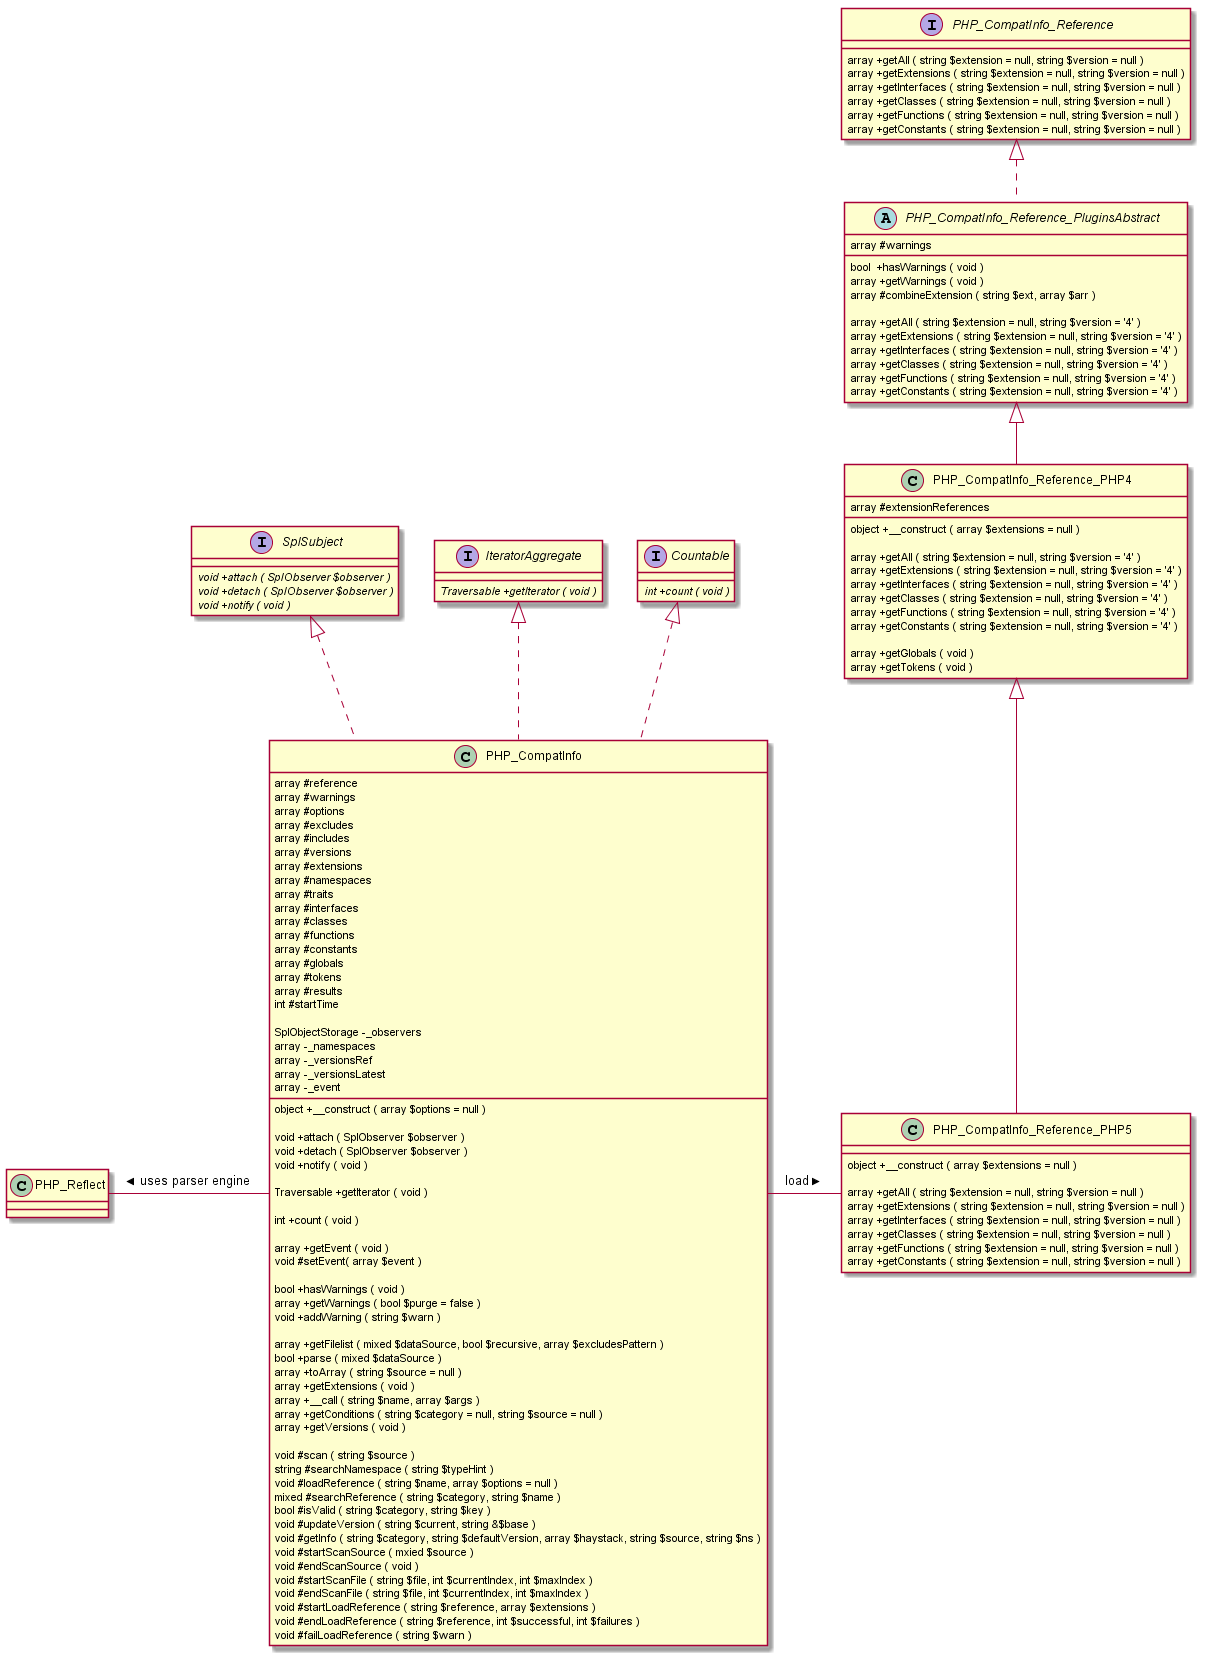 I PHP_CompatInfo_Reference
array +getAll ( string $extension = null, string $version = null )
array +getExtensions ( string $extension = null, string $version = null )
array +getInterfaces ( string $extension = null, string $version = null )
array +getClasses ( string $extension = null, string $version = null )
array +getFunctions ( string $extension = null, string $version = null )
array +getConstants ( string $extension = null, string $version = null )
A PHP_CompatInfo_Reference_PluginsAbstract
array #warnings
bool  +hasWarnings ( void )
array +getWarnings ( void )
array #combineExtension ( string $ext, array $arr )
array +getAll ( string $extension = null, string $version = '4' )
array +getExtensions ( string $extension = null, string $version = '4' )
array +getInterfaces ( string $extension = null, string $version = '4' )
array +getClasses ( string $extension = null, string $version = '4' )
array +getFunctions ( string $extension = null, string $version = '4' )
array +getConstants ( string $extension = null, string $version = '4' )
C PHP_CompatInfo_Reference_PHP4
array #extensionReferences
object +__construct ( array $extensions = null )
array +getAll ( string $extension = null, string $version = '4' )
array +getExtensions ( string $extension = null, string $version = '4' )
array +getInterfaces ( string $extension = null, string $version = '4' )
array +getClasses ( string $extension = null, string $version = '4' )
array +getFunctions ( string $extension = null, string $version = '4' )
array +getConstants ( string $extension = null, string $version = '4' )
array +getGlobals ( void )
array +getTokens ( void )
I SplSubject
void +attach ( SplObserver $observer )
void +detach ( SplObserver $observer )
void +notify ( void )
I IteratorAggregate
Traversable +getIterator ( void )
I Countable
int +count ( void )
C PHP_CompatInfo
array #reference
array #warnings
array #options
array #excludes
array #includes
array #versions
array #extensions
array #namespaces
array #traits
array #interfaces
array #classes
array #functions
array #constants
array #globals
array #tokens
array #results
int #startTime
SplObjectStorage -_observers
array -_namespaces
array -_versionsRef
array -_versionsLatest
array -_event
object +__construct ( array $options = null )
void +attach ( SplObserver $observer )
void +detach ( SplObserver $observer )
void +notify ( void )
Traversable +getIterator ( void )
int +count ( void )
array +getEvent ( void )
void #setEvent( array $event )
bool +hasWarnings ( void )
array +getWarnings ( bool $purge = false )
void +addWarning ( string $warn )
array +getFilelist ( mixed $dataSource, bool $recursive, array $excludesPattern )
bool +parse ( mixed $dataSource )
array +toArray ( string $source = null )
array +getExtensions ( void )
array +__call ( string $name, array $args )
array +getConditions ( string $category = null, string $source = null )
array +getVersions ( void )
void #scan ( string $source )
string #searchNamespace ( string $typeHint )
void #loadReference ( string $name, array $options = null )
mixed #searchReference ( string $category, string $name )
bool #isValid ( string $category, string $key )
void #updateVersion ( string $current, string &$base )
void #getInfo ( string $category, string $defaultVersion, array $haystack, string $source, string $ns )
void #startScanSource ( mxied $source )
void #endScanSource ( void )
void #startScanFile ( string $file, int $currentIndex, int $maxIndex )
void #endScanFile ( string $file, int $currentIndex, int $maxIndex )
void #startLoadReference ( string $reference, array $extensions )
void #endLoadReference ( string $reference, int $successful, int $failures )
void #failLoadReference ( string $warn )
C PHP_Reflect
◄ uses parser engine
load ►
C PHP_CompatInfo_Reference_PHP5
object +__construct ( array $extensions = null )
array +getAll ( string $extension = null, string $version = null )
array +getExtensions ( string $extension = null, string $version = null )
array +getInterfaces ( string $extension = null, string $version = null )
array +getClasses ( string $extension = null, string $version = null )
array +getFunctions ( string $extension = null, string $version = null )
array +getConstants ( string $extension = null, string $version = null )